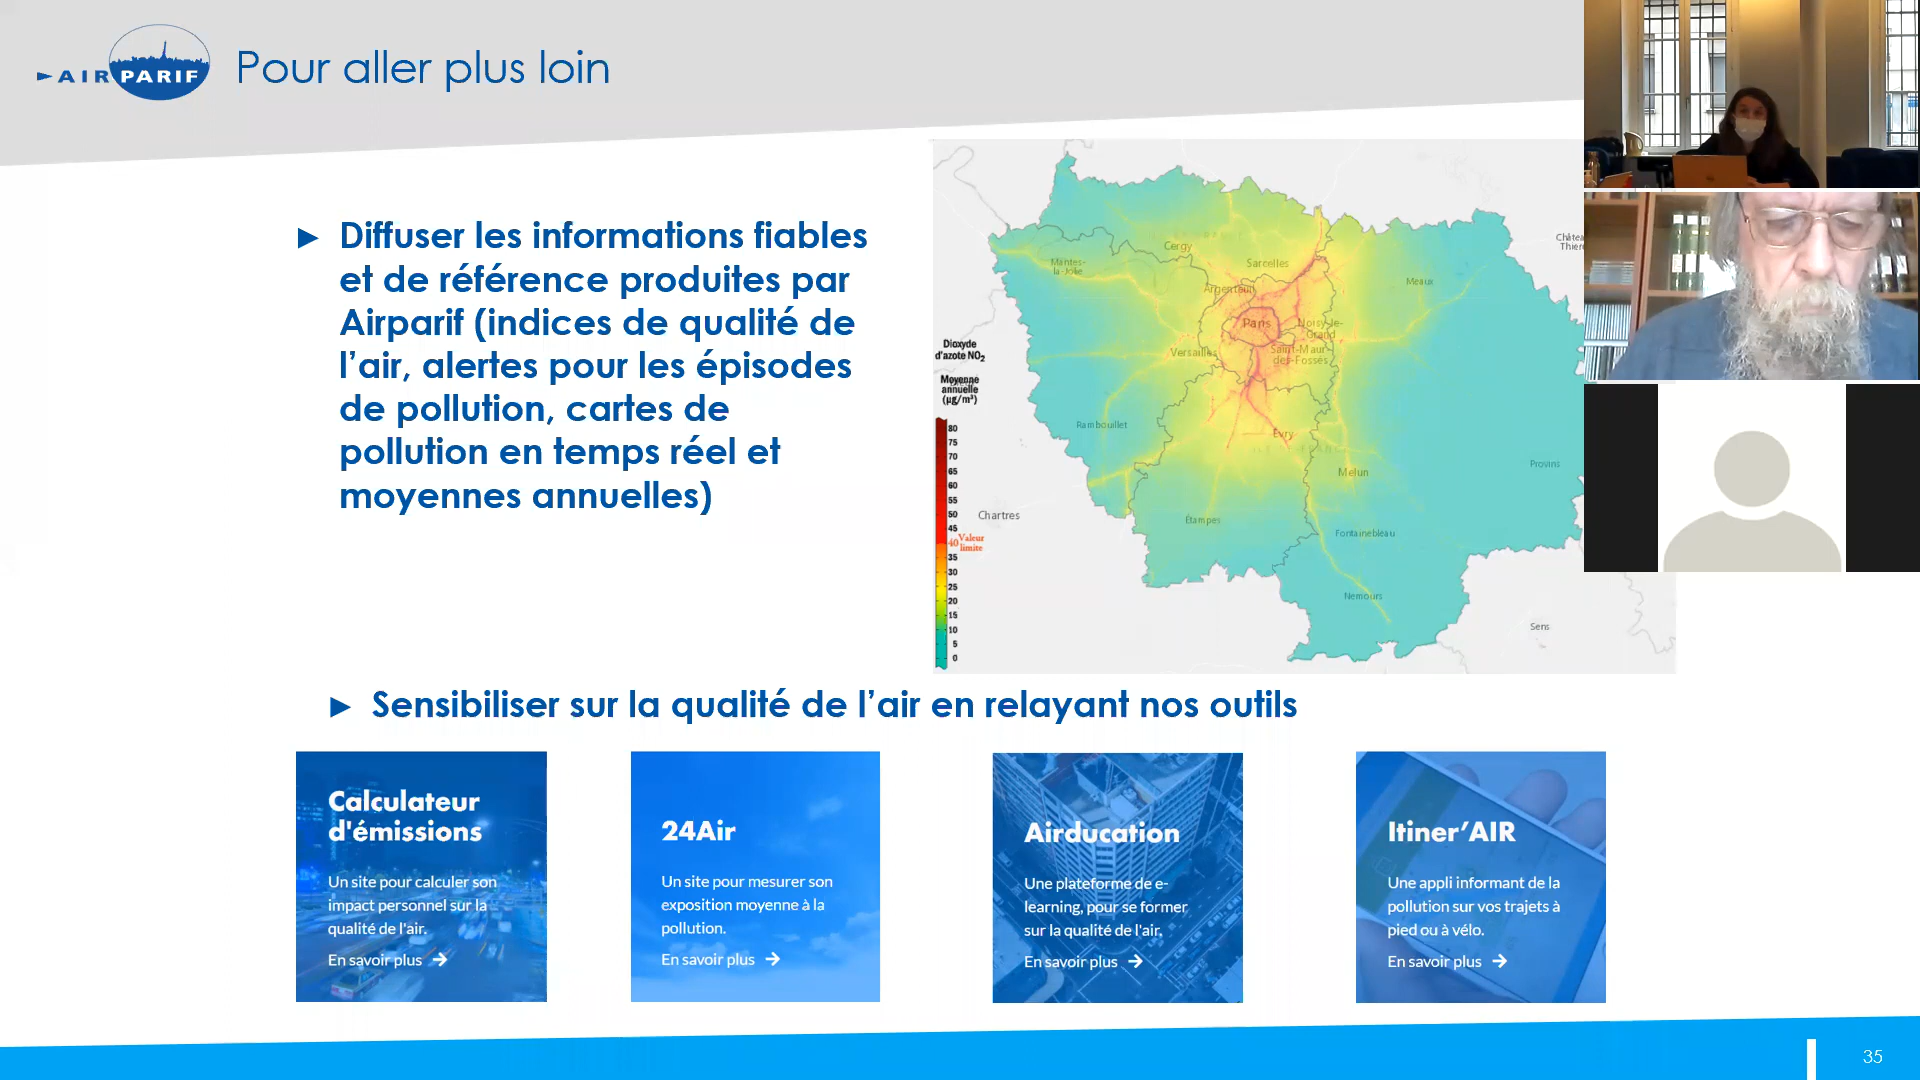 AIRPARIF
Pour aller plus loin
► Diffuser les informations fiables
et de référence produites par
Airparif (indices de qualité de
l’air, alertes pour les épisodes
de pollution, cartes de
pollution en temps réel et
moyennes annuelles)
Dioxyde
d'azote NO₂
Moyenne
annuelle
(µg/m³)
80
75
70
65
60
55
50
45
40 Valeur
limite
35
30
25
20
15
10
5
0
Cergy
Mantes-
la-Jolie
Sarcelles
Argenteuil
Meaux
Paris
Noisy-le-
Grand
Versailles
Saint-Maur-
des-Fossés
Rambouillet
Évry
Melun
Provins
Chartres
Étampes
Fontainebleau
Nemours
Sens
► Sensibiliser sur la qualité de l’air en relayant nos outils
Calculateur
d'émissions
Un site pour calculer son
impact personnel sur la
qualité de l'air.
En savoir plus →
24Air
Un site pour mesurer son
exposition moyenne à la
pollution.
En savoir plus →
Airducation
Une plateforme de e-
learning, pour se former
sur la qualité de l'air.
En savoir plus →
Itiner’AIR
Une appli informant de la
pollution sur vos trajets à
pied ou à vélo.
En savoir plus →
35